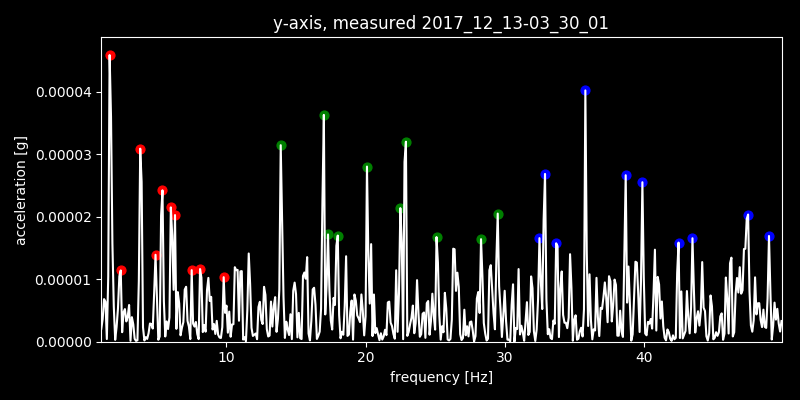 y-axis, measured 2017_12_13-03_30_01
0.00004
0.00003
0.00002
0.00001
0.00000
acceleration [g]
10 20 30 40
frequency [Hz]